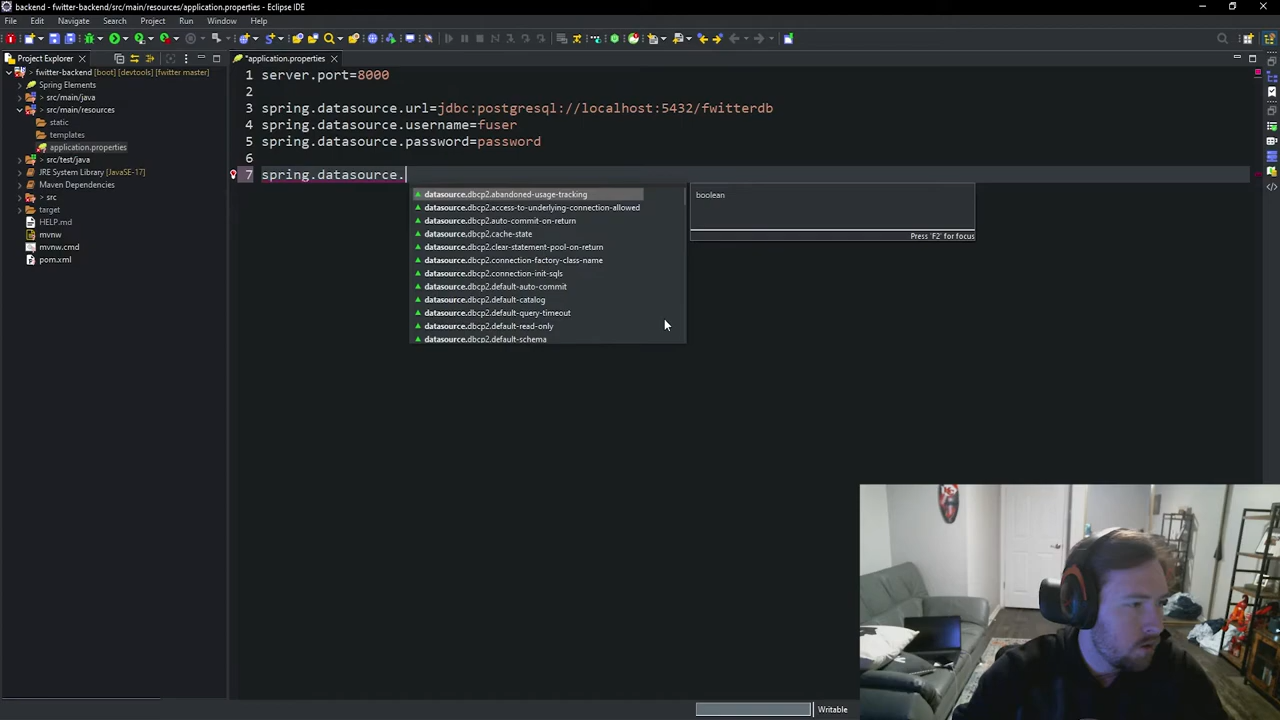 backend - fwitter-backend/src/main/resources/application.properties - Eclipse IDE
File Edit Navigate Search Project Run Window Help
Project Explorer
*application.properties
fwitter-backend [boot] [devtools] [fwitter master]
Spring Elements
src/main/java
src/main/resources
static
templates
application.properties
src/test/java
JRE System Library [JavaSE-17]
Maven Dependencies
src
target
HELP.md
mvnw
mvnw.cmd
pom.xml
1 server.port=8000
2
3 spring.datasource.url=jdbc:postgresql://localhost:5432/fwitterdb
4 spring.datasource.username=fuser
5 spring.datasource.password=password
6
7 spring.datasource.
datasource.dbcp2.abandoned-usage-tracking
datasource.dbcp2.access-to-underlying-connection-allowed
datasource.dbcp2.auto-commit-on-return
datasource.dbcp2.cache-state
datasource.dbcp2.clear-statement-pool-on-return
datasource.dbcp2.connection-factory-class-name
datasource.dbcp2.connection-init-sqls
datasource.dbcp2.default-auto-commit
datasource.dbcp2.default-catalog
datasource.dbcp2.default-query-timeout
datasource.dbcp2.default-read-only
datasource.dbcp2.default-schema
boolean
Press 'F2' for focus
Writable